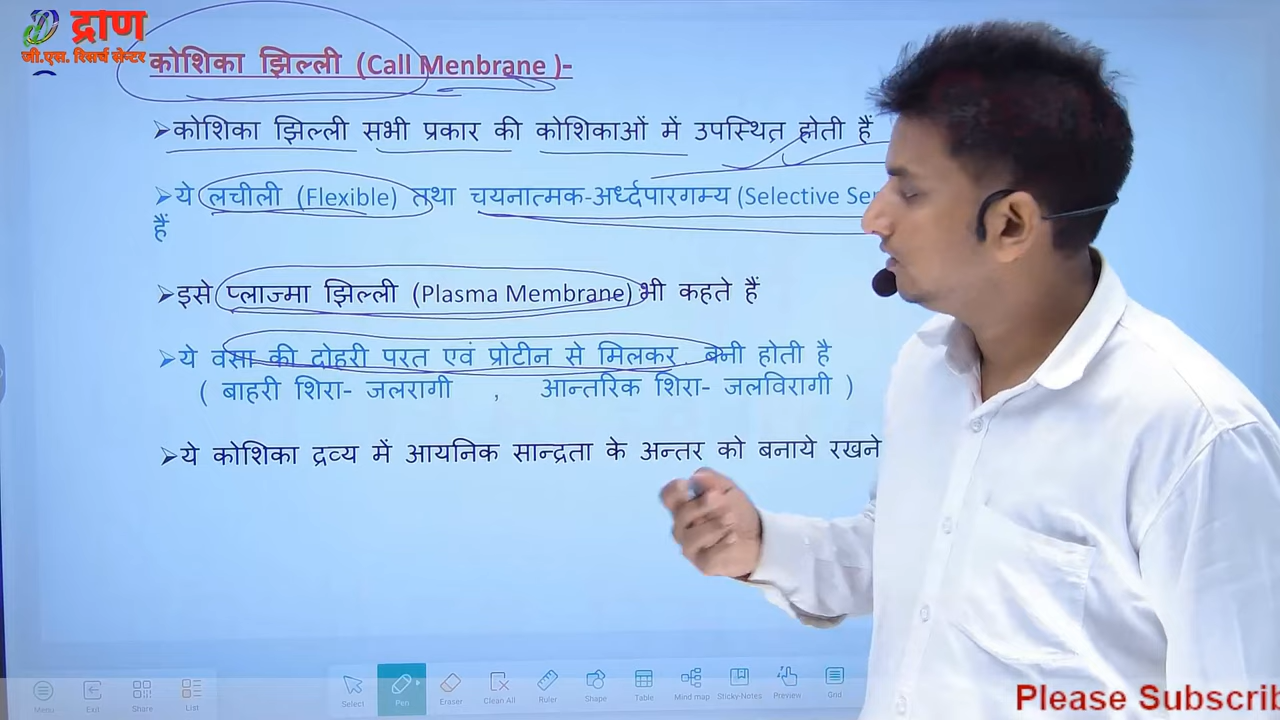 द्राण
जी.एस. रिसर्च सेन्टर
कोशिका झिल्ली (Call Menbrane )-
➢कोशिका झिल्ली सभी प्रकार की कोशिकाओं में उपस्थित होती हैं
➢ये लचीली (Flexible) तथा चयनात्मक-अर्ध्दपारगम्य (Selective
हैं
➢इसे प्लाज्मा झिल्ली (Plasma Membrane) भी कहते हैं
➢ये वसा की दोहरी परत एवं प्रोटीन से मिलकर बनी होती है
( बाहरी शिरा- जलरागी , आन्तरिक शिरा- जलविरागी )
➢ये कोशिका द्रव्य में आयनिक सान्द्रता के अन्तर को बनाये रखने
Menu Exit Share List Select Pen Eraser Clean All Ruler Shape Table Mind map Sticky-Notes Preview Grid
Please Subscrib